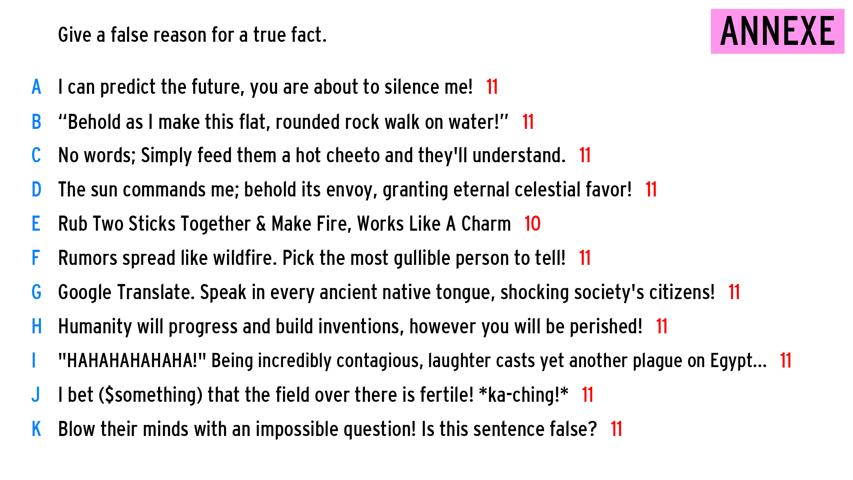 Give a false reason for a true fact.
ANNEXE
A I can predict the future, you are about to silence me! 11
B “Behold as I make this flat, rounded rock walk on water!” 11
C No words; Simply feed them a hot cheeto and they'll understand. 11
D The sun commands me; behold its envoy, granting eternal celestial favor! 11
E Rub Two Sticks Together & Make Fire, Works Like A Charm 10
F Rumors spread like wildfire. Pick the most gullible person to tell! 11
G Google Translate. Speak in every ancient native tongue, shocking society's citizens! 11
H Humanity will progress and build inventions, however you will be perished! 11
I "HAHAHAHAHAHA!" Being incredibly contagious, laughter casts yet another plague on Egypt... 11
J I bet ($something) that the field over there is fertile! *ka-ching!* 11
K Blow their minds with an impossible question! Is this sentence false? 11